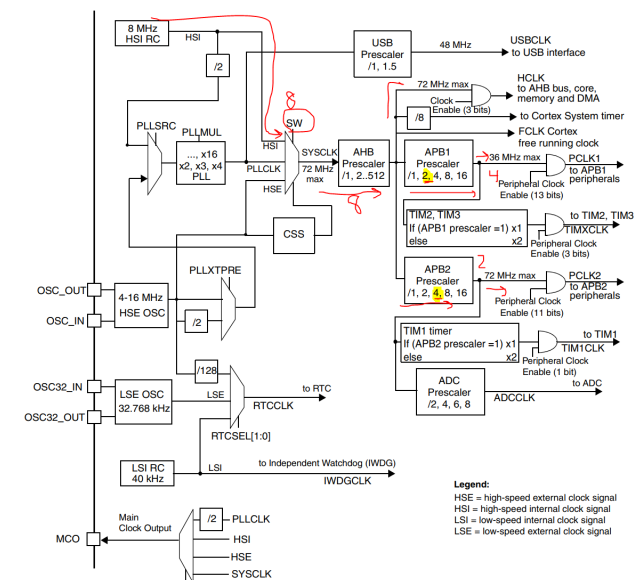 8 MHz
HSI RC
HSI
/2
USB
Prescaler
/1, 1.5
48 MHz
USBCLK
to USB interface
72 MHz max
Clock
Enable (3 bits)
HCLK
to AHB bus, core,
memory and DMA
/8
to Cortex System timer
FCLK Cortex
free running clock
8
SW
PLLSRC
PLLMUL
..., x16
x2, x3, x4
PLL
HSI
PLLCLK
HSE
SYSCLK
72 MHz
max
AHB
Prescaler
/1, 2..512
8
APB1
Prescaler
/1, 2, 4, 8, 16
36 MHz max
4
PCLK1
to APB1
peripherals
Peripheral Clock
Enable (13 bits)
CSS
TIM2, TIM3
If (APB1 prescaler =1) x1
else x2
to TIM2, TIM3
TIMXCLK
Peripheral Clock
Enable (3 bits)
PLLXTPRE
OSC_OUT
OSC_IN
4-16 MHz
HSE OSC
/2
2
APB2
Prescaler
/1, 2, 4, 8, 16
72 MHz max
PCLK2
to APB2
peripherals
Peripheral Clock
Enable (11 bits)
TIM1 timer
If (APB2 prescaler =1) x1
else x2
to TIM1
TIM1CLK
Peripheral Clock
Enable (1 bit)
/128
OSC32_IN
OSC32_OUT
LSE OSC
32.768 kHz
LSE
to RTC
RTCCLK
RTCSEL[1:0]
ADC
Prescaler
/2, 4, 6, 8
to ADC
ADCCLK
LSI RC
40 kHz
LSI
to Independent Watchdog (IWDG)
IWDGCLK
Legend:
HSE = high-speed external clock signal
HSI = high-speed internal clock signal
LSI = low-speed internal clock signal
LSE = low-speed external clock signal
MCO
Main
Clock Output
/2
PLLCLK
HSI
HSE
SYSCLK